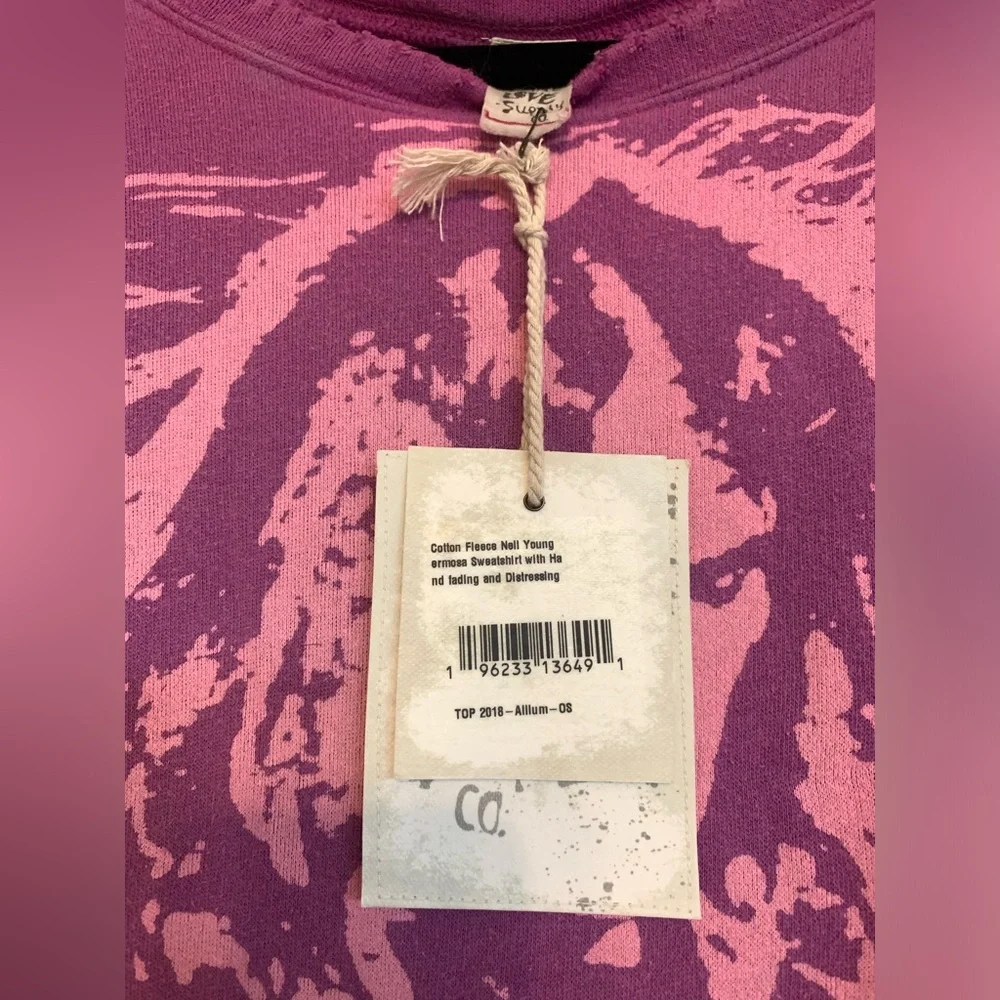 Cotton Fleece Neil Young
ermosa Sweatshirt with Ha
nd fading and Distressing
1 96233 13649 1
TOP 2018-Allium-OS
CO.